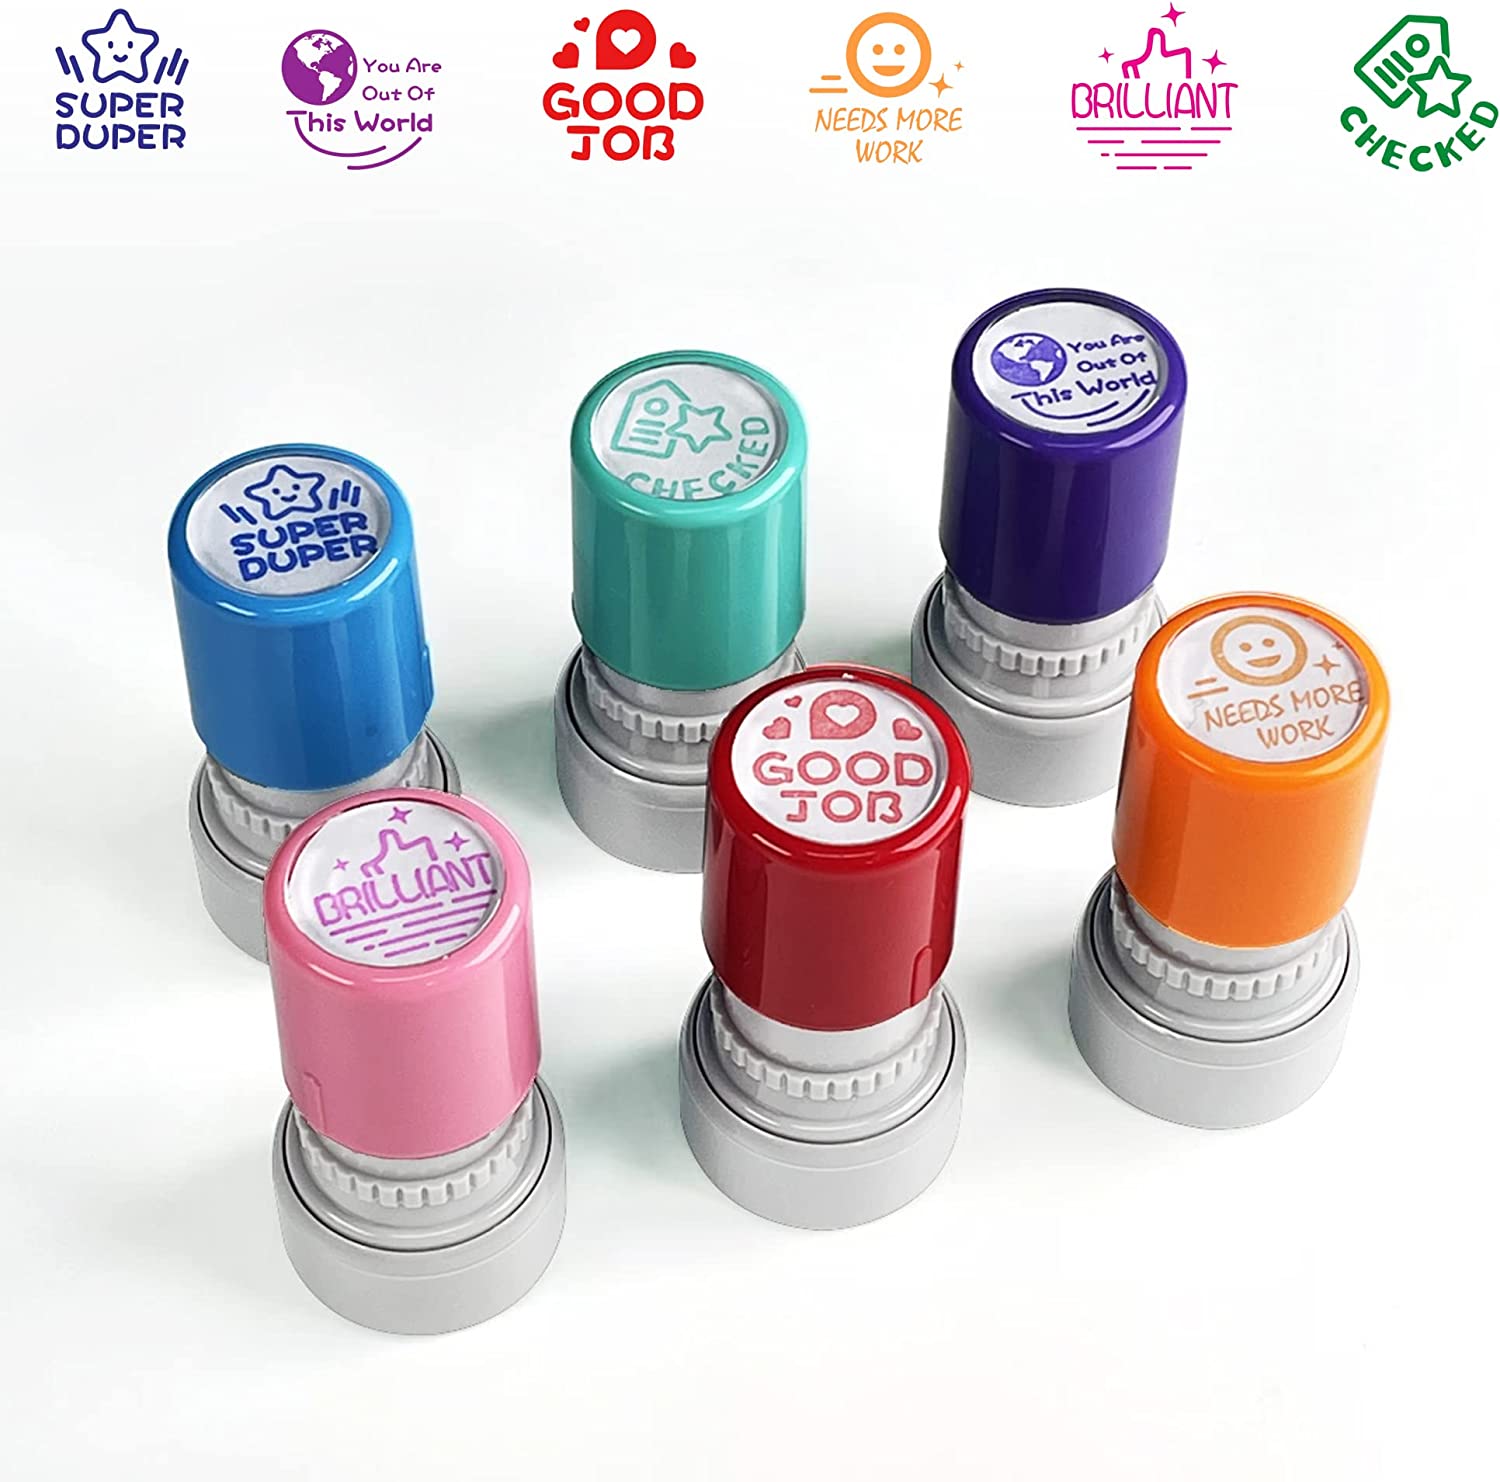 SUPER
DUPER
You Are
Out Of
This World
GOOD
JOB
NEEDS MORE
WORK
BRILLIANT
CHECKED
You Are
Out Of
This World
CHECKED
SUPER
DUPER
NEEDS MORE
WORK
GOOD
JOB
BRILLIANT